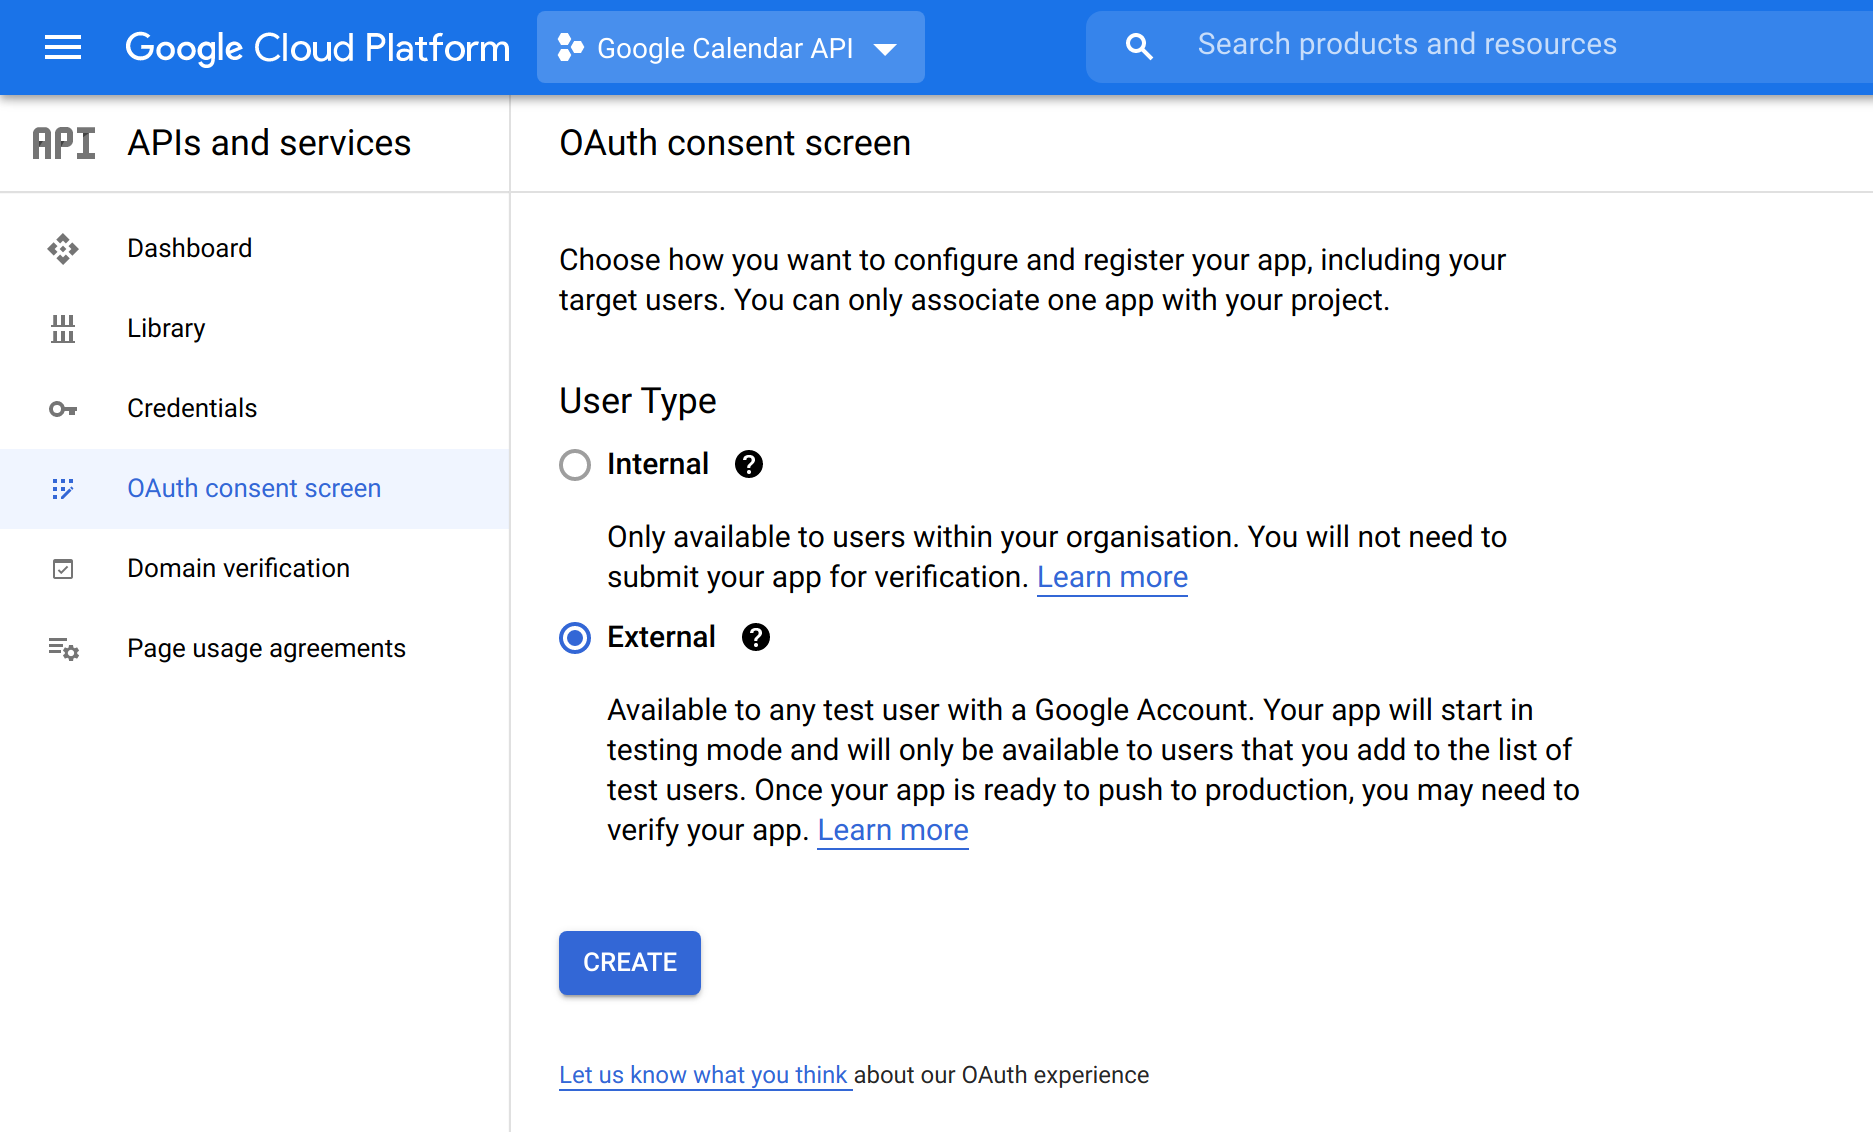 Google Cloud Platform
Google Calendar API
Search products and resources
API APIs and services
Dashboard
Library
Credentials
OAuth consent screen
Domain verification
Page usage agreements
OAuth consent screen
Choose how you want to configure and register your app, including your
target users. You can only associate one app with your project.
User Type
Internal ?
Only available to users within your organisation. You will not need to
submit your app for verification. Learn more
External ?
Available to any test user with a Google Account. Your app will start in
testing mode and will only be available to users that you add to the list of
test users. Once your app is ready to push to production, you may need to
verify your app. Learn more
CREATE
Let us know what you think about our OAuth experience